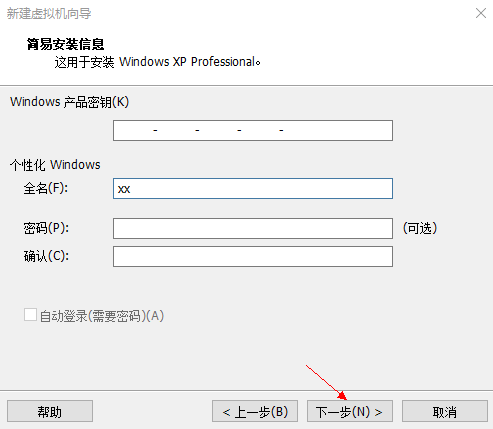 新建虚拟机向导
简易安装信息
这用于安装 Windows XP Professional。
Windows 产品密钥(K)
- - - -
个性化 Windows
全名(F): xx
密码(P): (可选)
确认(C):
自动登录(需要密码)(A)
帮助 < 上一步(B) 下一步(N) > 取消